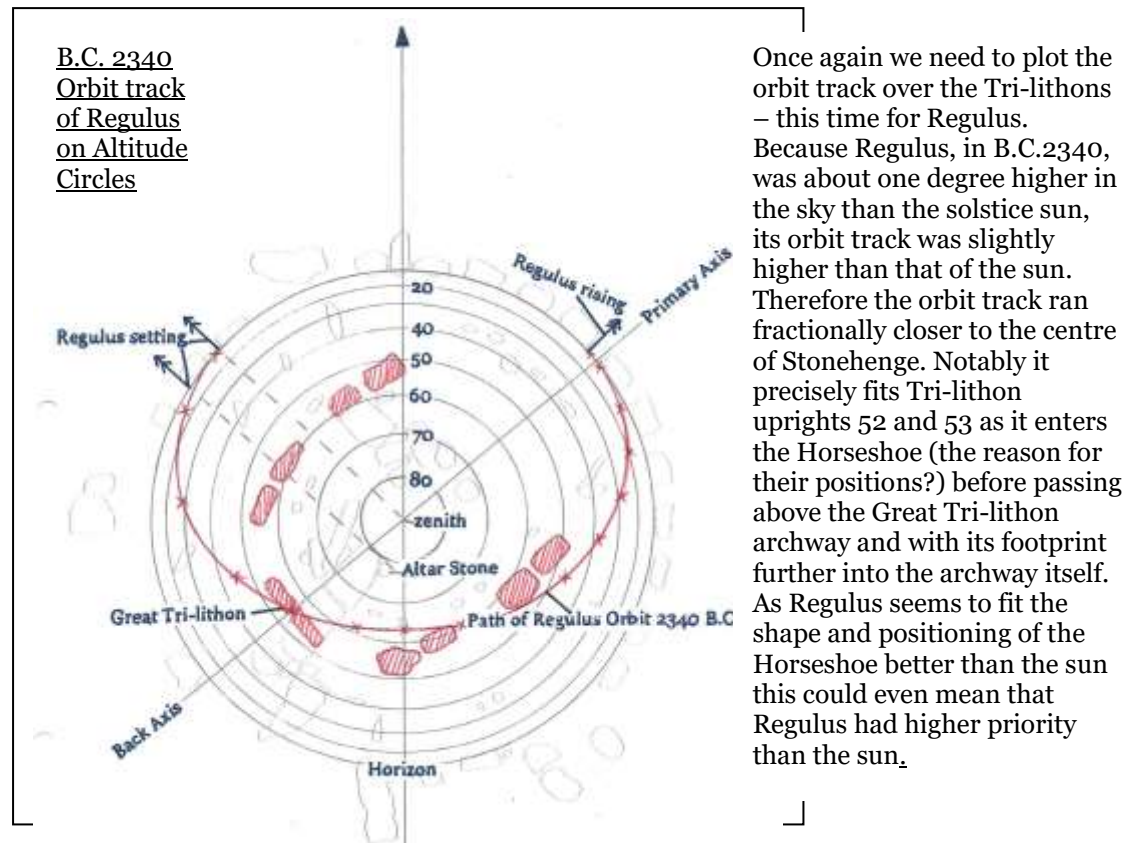 B.C. 2340
Orbit track
of Regulus
on Altitude
Circles
Regulus rising
Primary Axis
Regulus setting
20
40
50
60
70
80
zenith
Altar Stone
Great Tri-lithon
Path of Regulus Orbit 2340 B.C
Back Axis
Horizon
Once again we need to plot the
orbit track over the Tri-lithons
– this time for Regulus.
Because Regulus, in B.C.2340,
was about one degree higher in
the sky than the solstice sun,
its orbit track was slightly
higher than that of the sun.
Therefore the orbit track ran
fractionally closer to the centre
of Stonehenge. Notably it
precisely fits Tri-lithon
uprights 52 and 53 as it enters
the Horseshoe (the reason for
their positions?) before passing
above the Great Tri-lithon
archway and with its footprint
further into the archway itself.
As Regulus seems to fit the
shape and positioning of the
Horseshoe better than the sun
this could even mean that
Regulus had higher priority
than the sun.